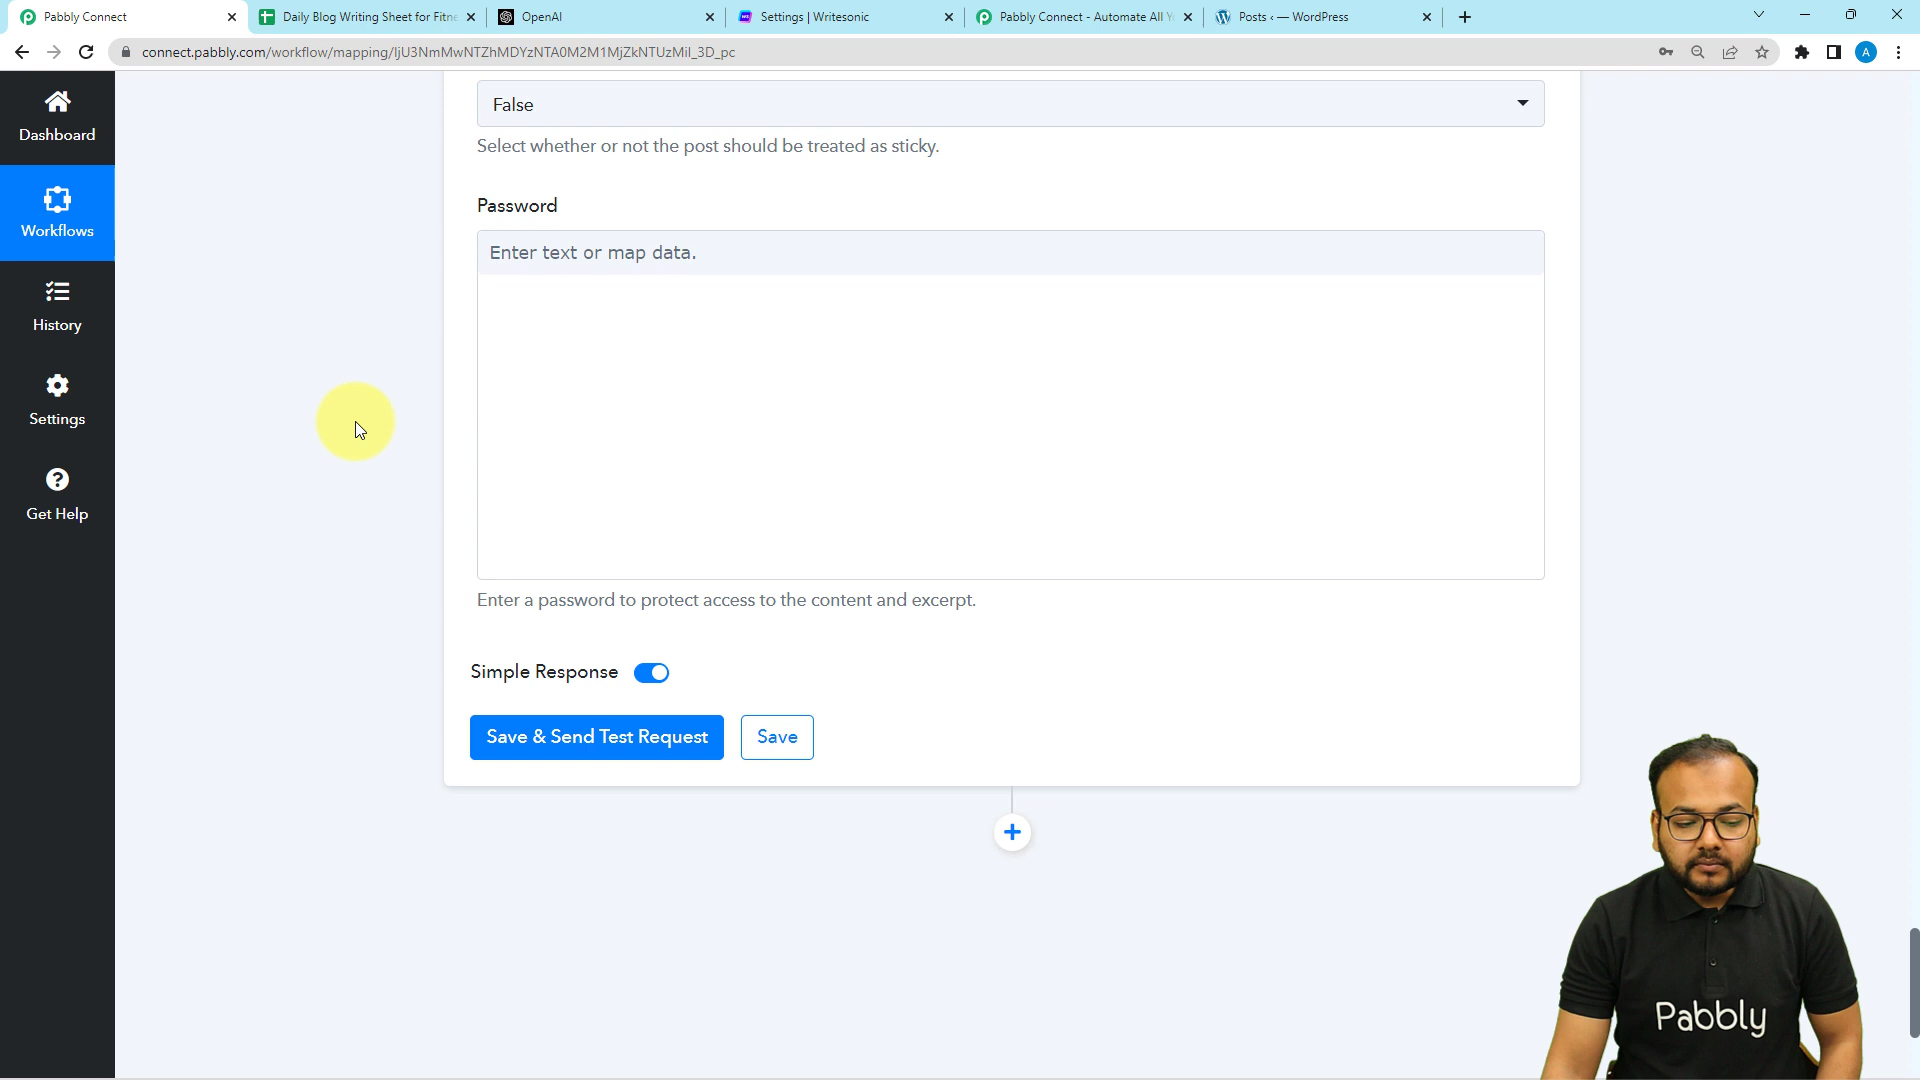 Pabbly Connect
Daily Blog Writing Sheet for Fitne
OpenAI
Settings | Writesonic
Pabbly Connect - Automate All Y
Posts ‹ — WordPress
connect.pabbly.com/workflow/mapping/IjU3NmMwNTZhMDYzNTA0M2M1MjZkNTUzMiI_3D_pc
A
Dashboard
Workflows
History
Settings
Get Help
False
Select whether or not the post should be treated as sticky.
Password
Enter text or map data.
Enter a password to protect access to the content and excerpt.
Simple Response
Save & Send Test Request
Save
Pabbly